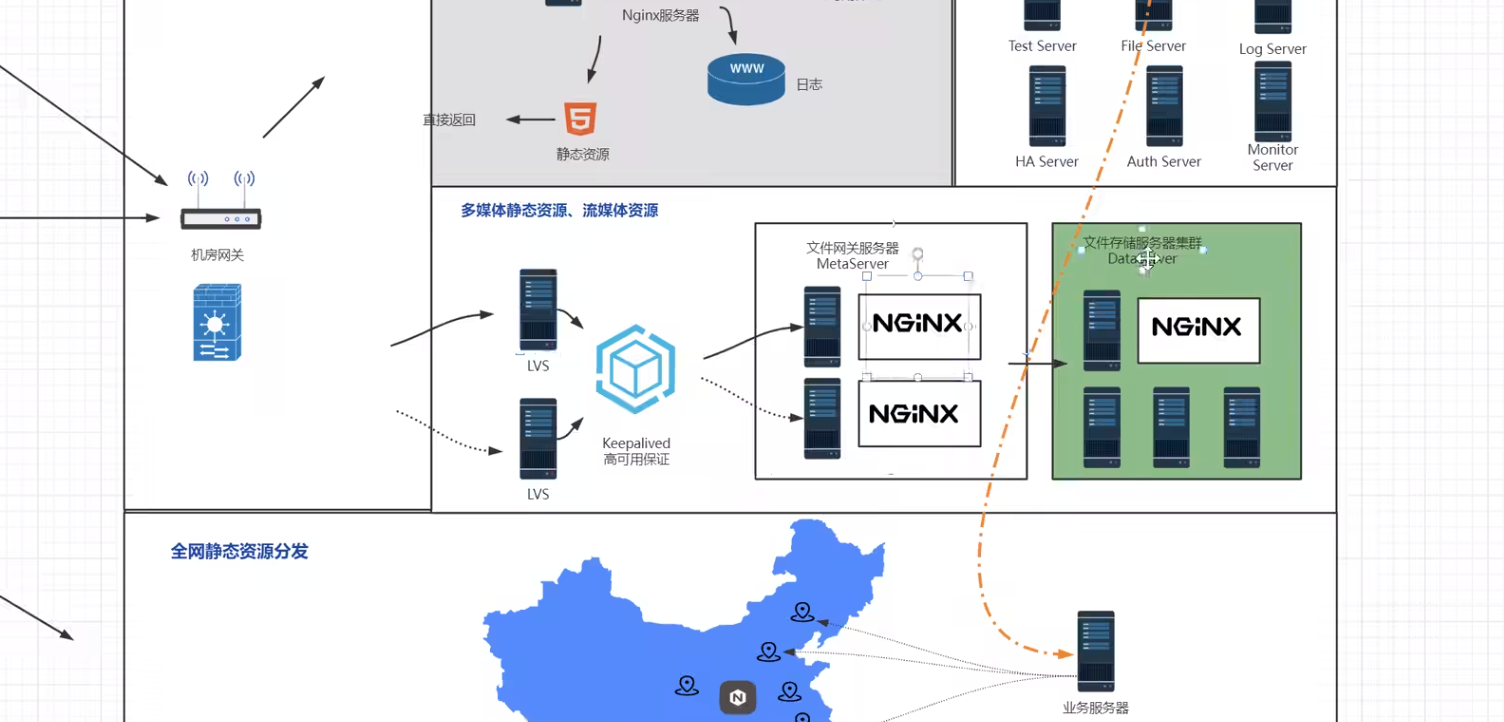 Nginx服务器
WWW
日志
直接返回
静态资源
Test Server
File Server
Log Server
HA Server
Auth Server
Monitor
Server
机房网关
多媒体静态资源、流媒体资源
LVS
LVS
Keepalived
高可用保证
文件网关服务器
MetaServer
NGiNX
NGiNX
文件存储服务器集群
NGiNX
全网静态资源分发
N
业务服务器